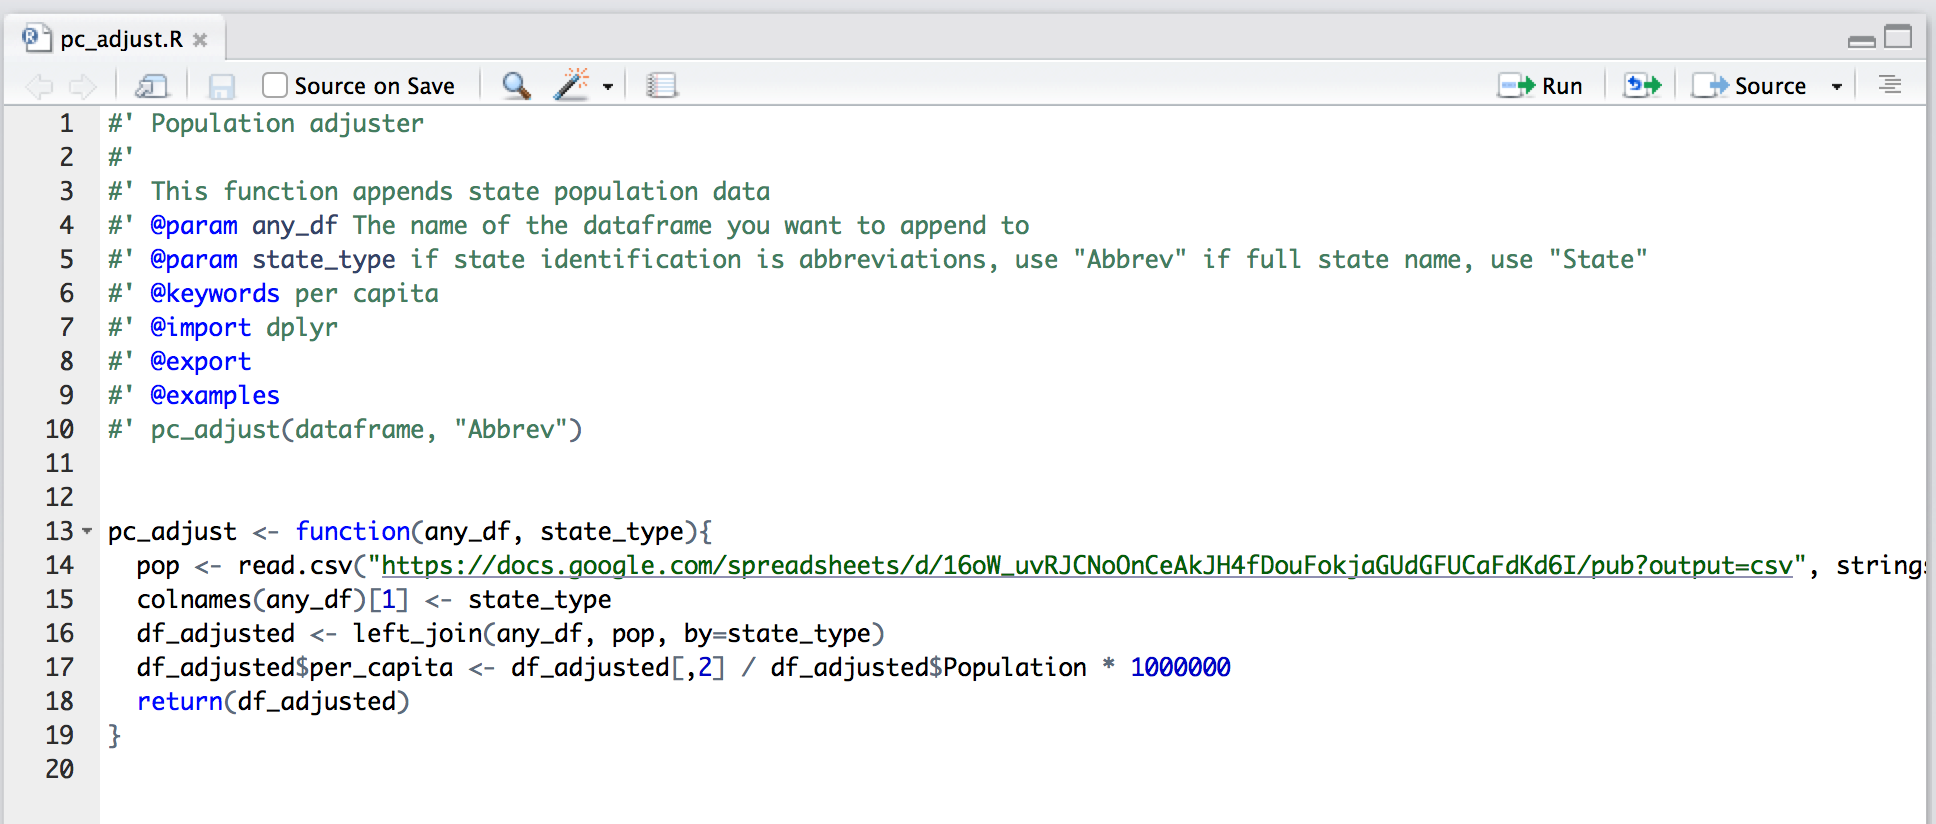 pc_adjust.R
Source on Save Run Source
1 #' Population adjuster
2 #'
3 #' This function appends state population data
4 #' @param any_df The name of the dataframe you want to append to
5 #' @param state_type if state identification is abbreviations, use "Abbrev" if full state name, use "State"
6 #' @keywords per capita
7 #' @import dplyr
8 #' @export
9 #' @examples
10 #' pc_adjust(dataframe, "Abbrev")
11
12
13 pc_adjust <- function(any_df, state_type){
14 pop <- read.csv("https://docs.google.com/spreadsheets/d/16oW_uvRJCNoOnCeAkJH4fDouFokjaGUdGFUCaFdKd6I/pub?output=csv", strings
15 colnames(any_df)[1] <- state_type
16 df_adjusted <- left_join(any_df, pop, by=state_type)
17 df_adjusted$per_capita <- df_adjusted[,2] / df_adjusted$Population * 1000000
18 return(df_adjusted)
19 }
20